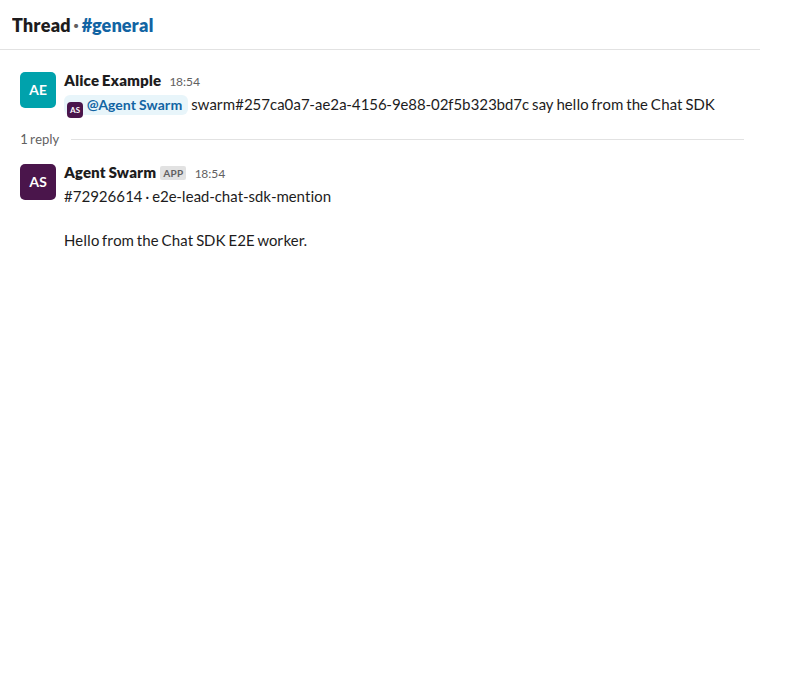 Thread • #general
AE
Alice Example 18:54
AS @Agent Swarm swarm#257ca0a7-ae2a-4156-9e88-02f5b323bd7c say hello from the Chat SDK
1 reply
AS
Agent Swarm APP 18:54
#72926614 · e2e-lead-chat-sdk-mention
Hello from the Chat SDK E2E worker.